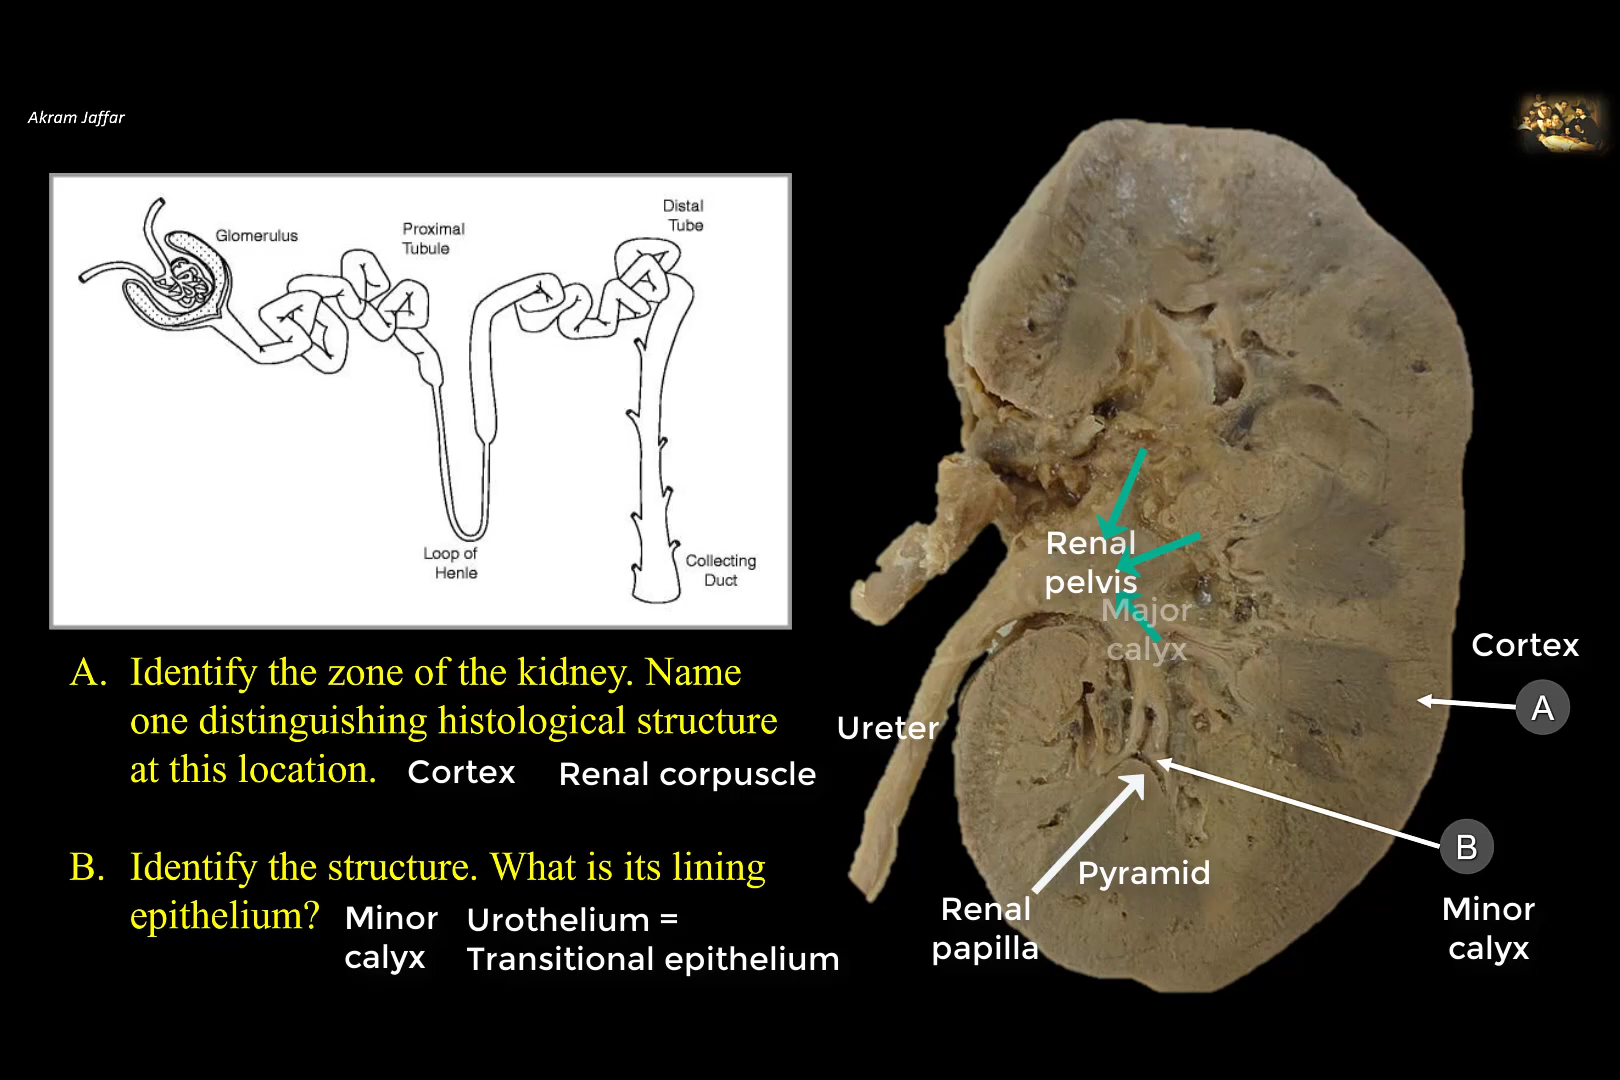 Akram Jaffar
Glomerulus
Proximal
Tubule
Distal
Tube
Loop of
Henle
Collecting
Duct
A. Identify the zone of the kidney. Name
one distinguishing histological structure
at this location. Cortex Renal corpuscle
B. Identify the structure. What is its lining
epithelium? Minor
calyx
Urothelium =
Transitional epithelium
Renal
pelvis
Major
calyx
Cortex
A
Ureter
B
Pyramid
Renal
papilla
Minor
calyx